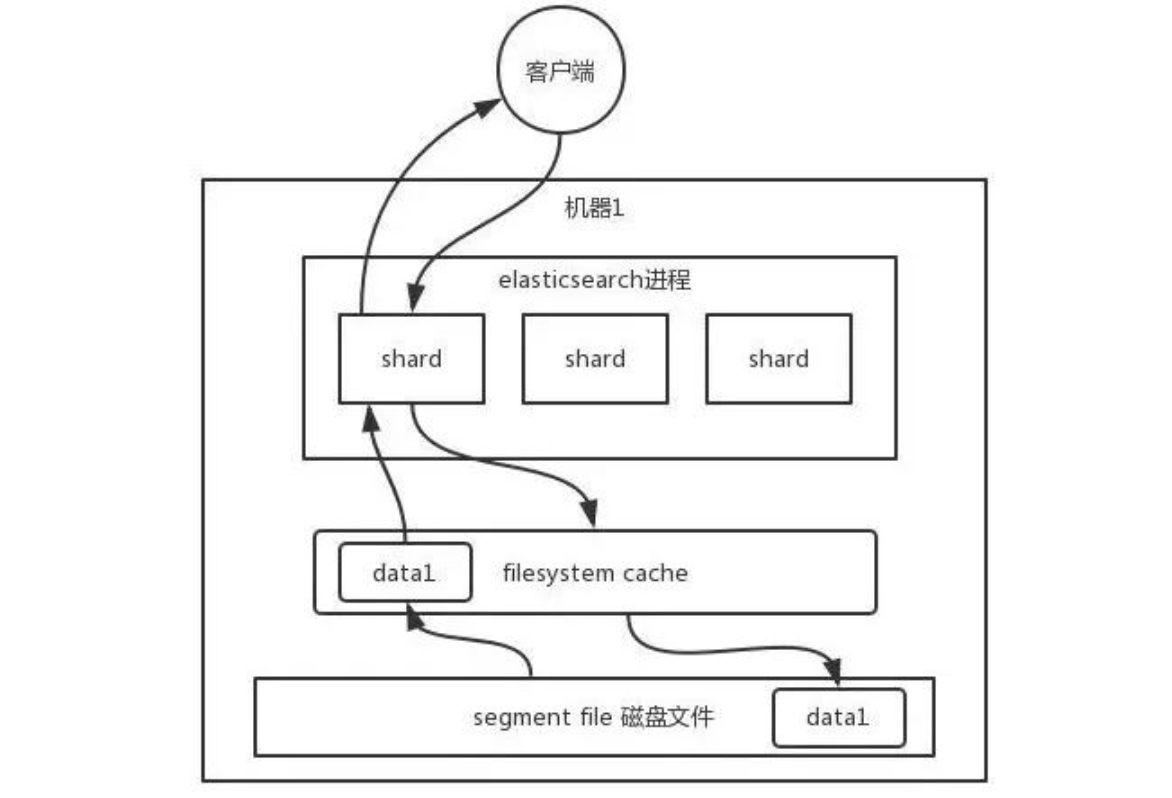 客户端
机器1
elasticsearch进程
shard
shard
shard
data1
filesystem cache
segment file 磁盘文件
data1